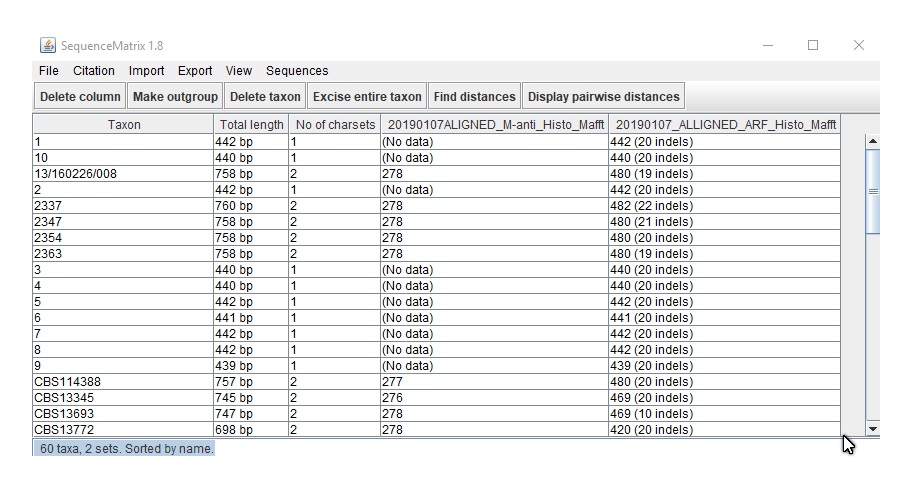 SequenceMatrix 1.8
File Citation Import Export View Sequences
Delete column Make outgroup Delete taxon Excise entire taxon Find distances Display pairwise distances
Taxon Total length No of charsets 20190107ALIGNED_M-anti_Histo_Mafft 20190107_ALLIGNED_ARF_Histo_Mafft
1 442 bp 1 (No data) 442 (20 indels)
10 440 bp 1 (No data) 440 (20 indels)
13/160226/008 758 bp 2 278 480 (19 indels)
2 442 bp 1 (No data) 442 (20 indels)
2337 760 bp 2 278 482 (22 indels)
2347 758 bp 2 278 480 (21 indels)
2354 758 bp 2 278 480 (20 indels)
2363 758 bp 2 278 480 (19 indels)
3 440 bp 1 (No data) 440 (20 indels)
4 440 bp 1 (No data) 440 (20 indels)
5 442 bp 1 (No data) 442 (20 indels)
6 441 bp 1 (No data) 441 (20 indels)
7 442 bp 1 (No data) 442 (20 indels)
8 442 bp 1 (No data) 442 (20 indels)
9 439 bp 1 (No data) 439 (20 indels)
CBS114388 757 bp 2 277 480 (20 indels)
CBS13345 745 bp 2 276 469 (20 indels)
CBS13693 747 bp 2 278 469 (10 indels)
CBS13772 698 bp 2 278 420 (20 indels)
60 taxa, 2 sets. Sorted by name.